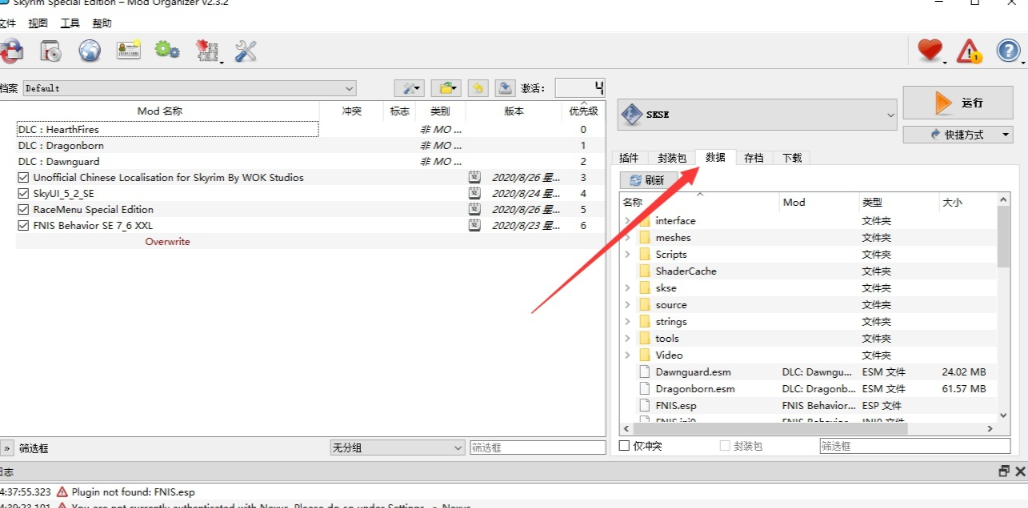 Skyrim Special Edition – Mod Organizer v2.3.2
文件 视图 工具 帮助
档案 Default 激活: 4
Mod 名称 冲突 标志 类别 版本 优先级
DLC : HearthFires 非 MO ... 0
DLC : Dragonborn 非 MO ... 1
DLC : Dawnguard 非 MO ... 2
Unofficial Chinese Localisation for Skyrim By WOK Studios 2020/8/26 星... 3
SkyUI_5_2_SE 2020/8/24 星... 4
RaceMenu Special Edition 2020/8/26 星... 5
FNIS Behavior SE 7_6 XXL 2020/8/23 星... 6
Overwrite
» 筛选框 无分组 筛选框
SKSE
运行
快捷方式
插件 封装包 数据 存档 下载
刷新
名称 Mod 类型 大小
interface 文件夹
meshes 文件夹
Scripts 文件夹
ShaderCache 文件夹
skse 文件夹
source 文件夹
strings 文件夹
tools 文件夹
Video 文件夹
Dawnguard.esm DLC: Dawngu... ESM 文件 24.02 MB
Dragonborn.esm DLC: Dragonb... ESM 文件 61.57 MB
FNIS.esp FNIS Behavior... ESP 文件
仅冲突 封装包 筛选框
日志
4:37:55.323 Plugin not found: FNIS.esp
You are not currently authenticated with Nexus. Please do so under Settings -> Nexus.